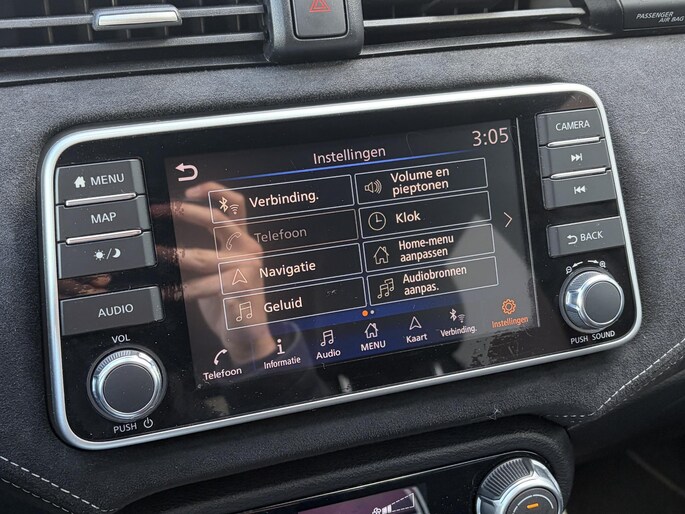 PASSENGER
AIR BAG
MENU
MAP
AUDIO
VOL
PUSH
Instellingen
3:05
Verbinding.
Volume en
pieptonen
Telefoon
Klok
Navigatie
Home-menu
aanpassen
Geluid
Audiobronnen
aanpas.
Telefoon
Informatie
Audio
MENU
Kaart
Verbinding.
Instellingen
CAMERA
BACK
PUSH SOUND